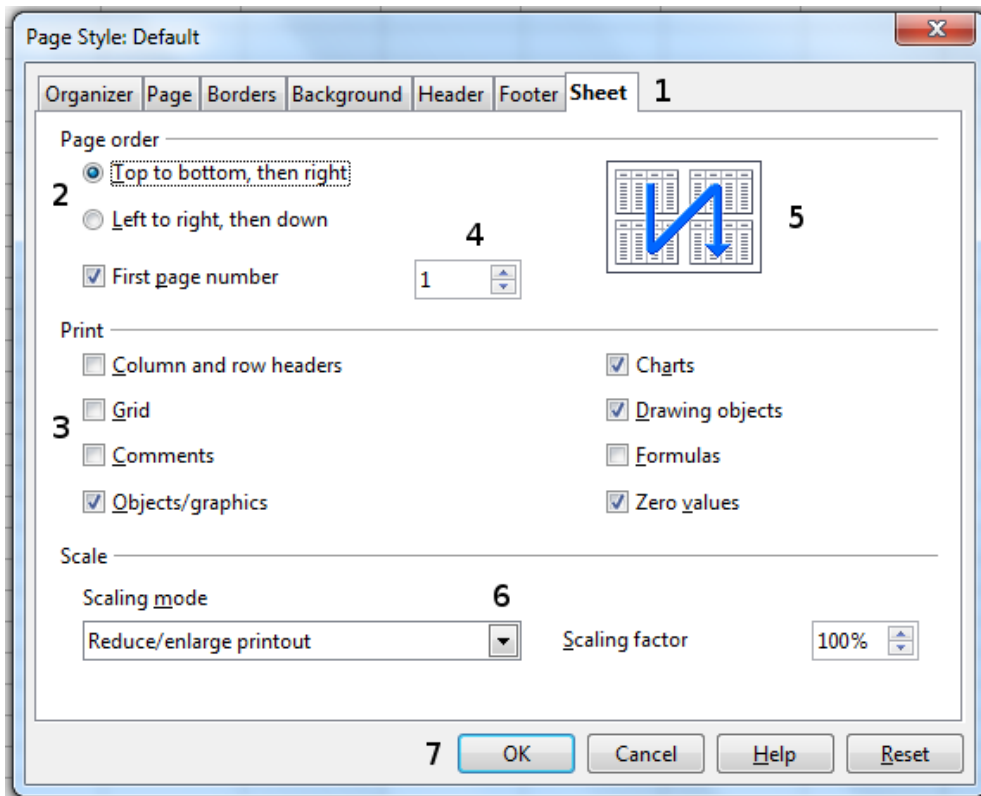 Page Style: Default
Organizer Page Borders Background Header Footer Sheet 1
Page order
2
Top to bottom, then right
Left to right, then down
4
5
First page number 1
Print
Column and row headers Charts
3
Grid Drawing objects
Comments Formulas
Objects/graphics Zero values
Scale
Scaling mode 6
Reduce/enlarge printout Scaling factor 100%
7 OK Cancel Help Reset